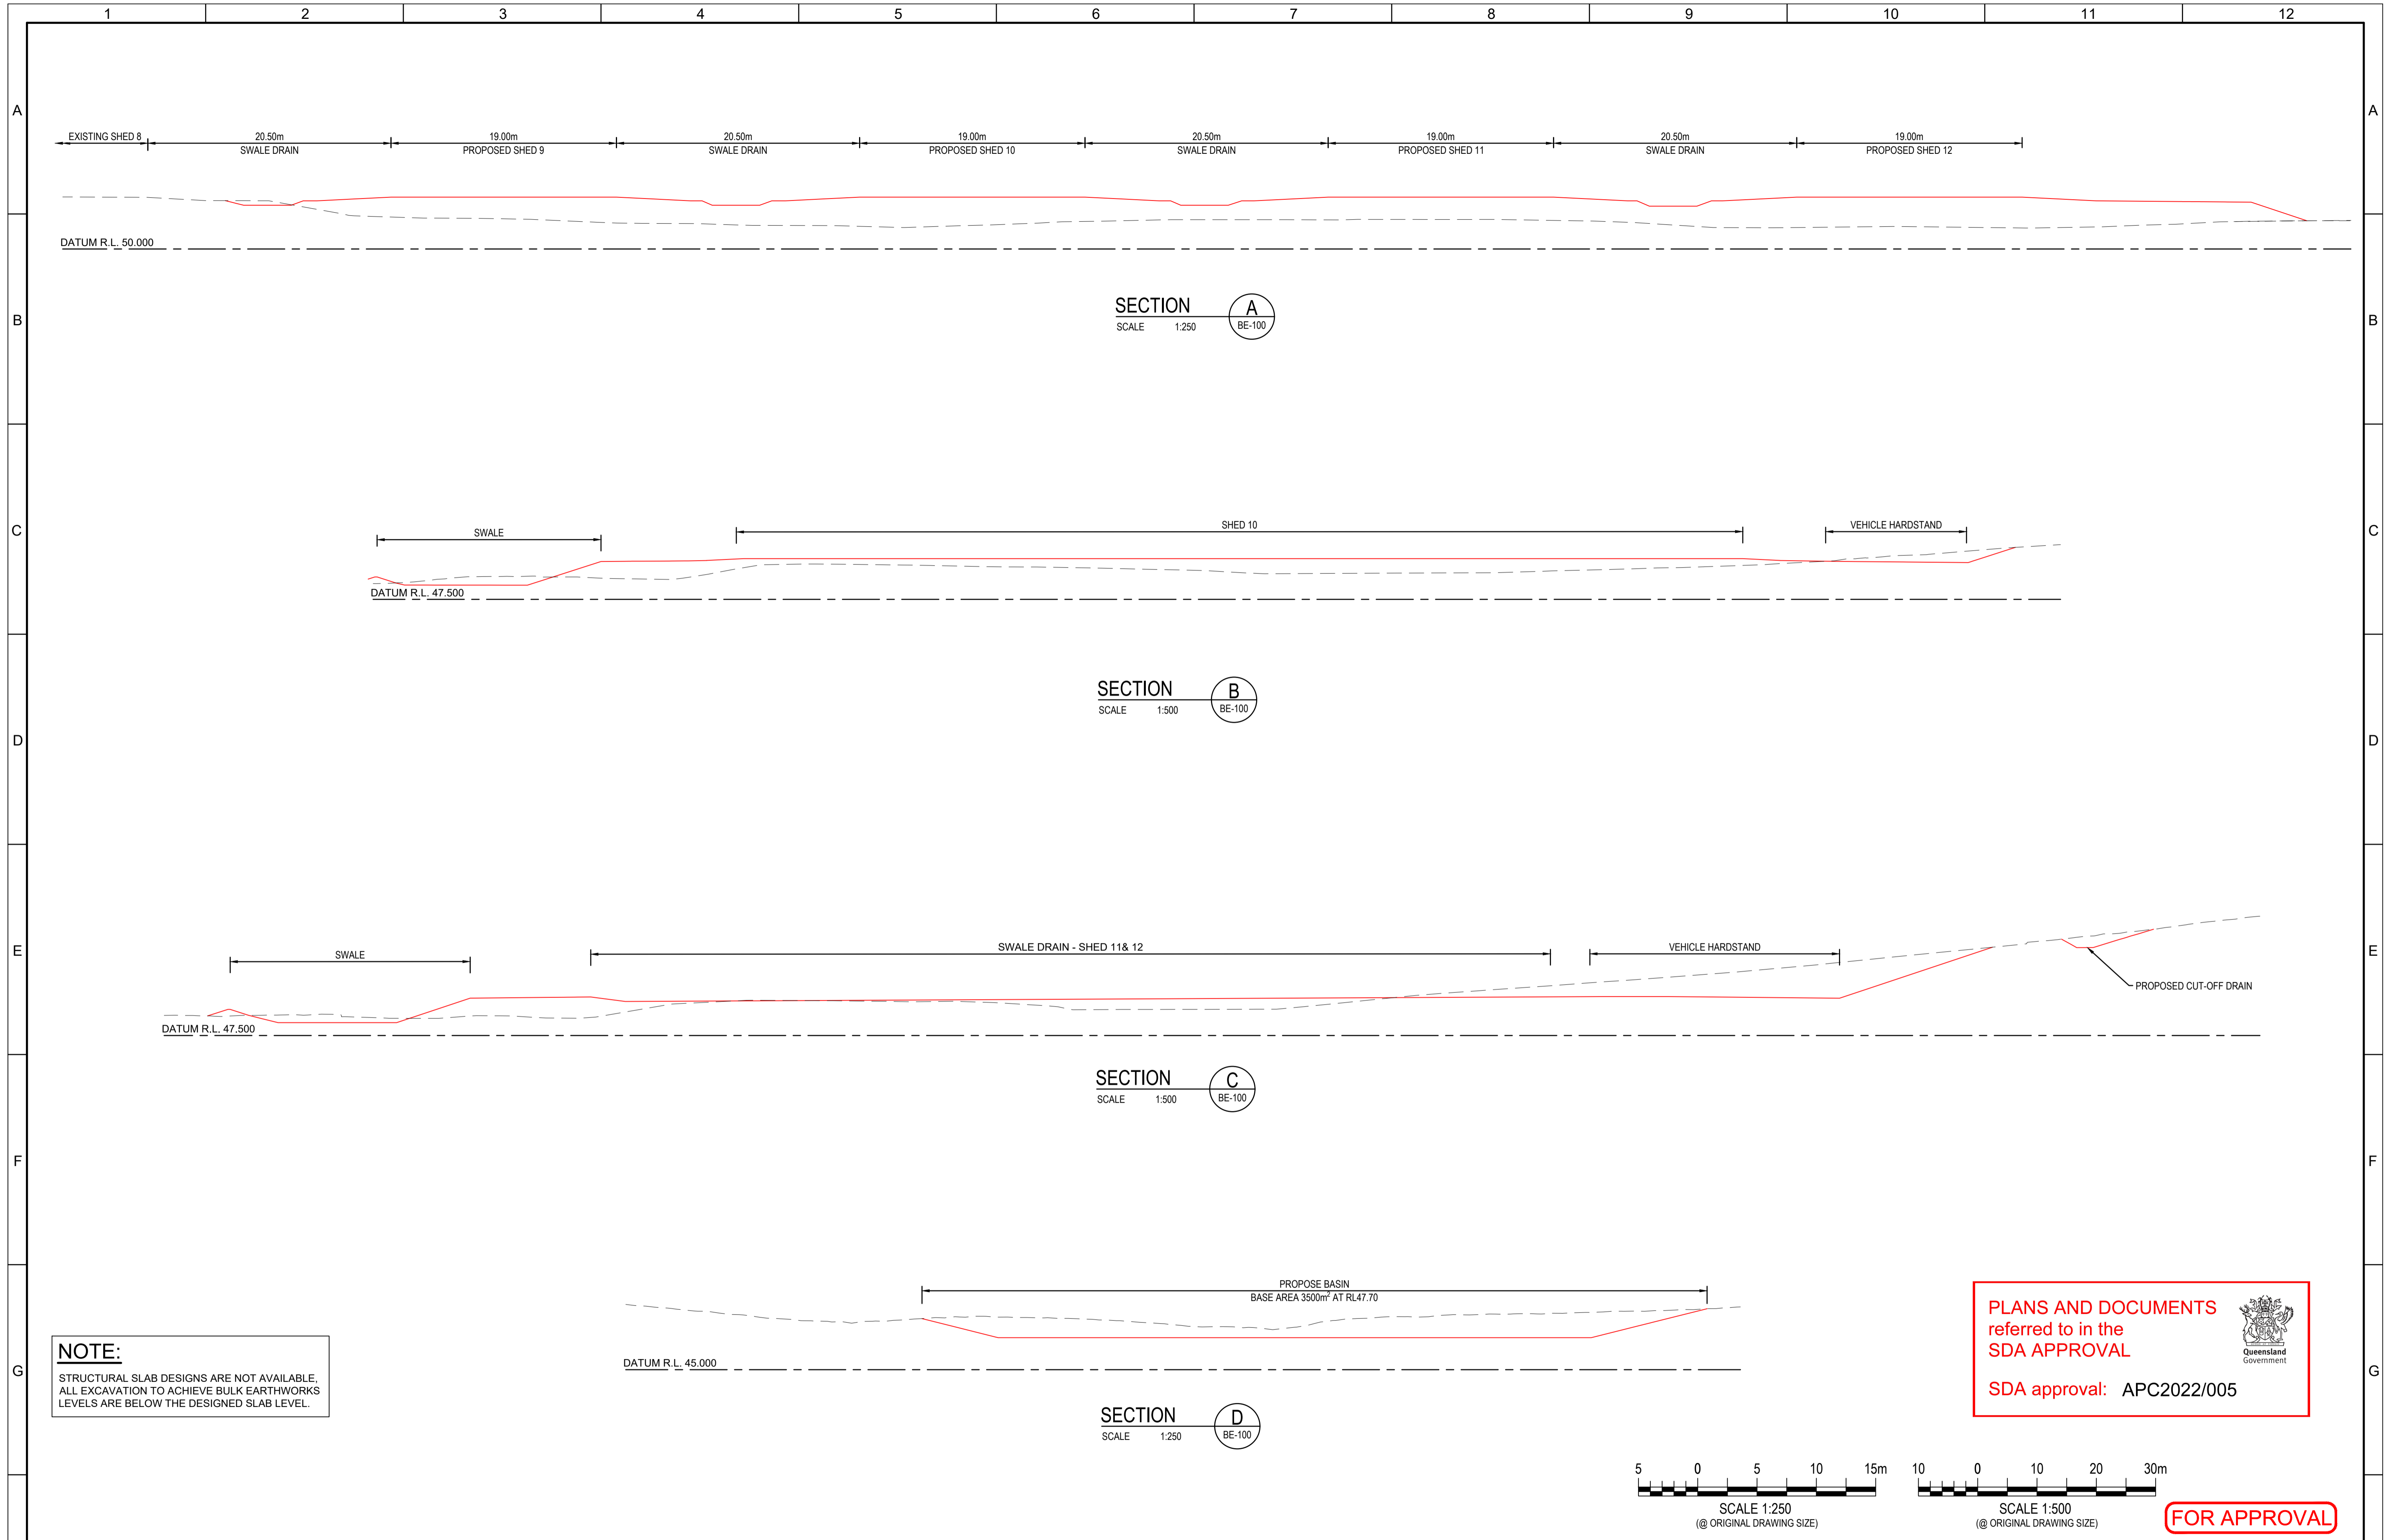 1 2 3 4 5 6 7 8 9 10 11 12
A A
EXISTING SHED 8 20.50m 19.00m 20.50m 19.00m 20.50m 19.00m 20.50m 19.00m
SWALE DRAIN PROPOSED SHED 9 SWALE DRAIN PROPOSED SHED 10 SWALE DRAIN PROPOSED SHED 11 SWALE DRAIN PROPOSED SHED 12
DATUM R.L. 50.000
SECTION A
SCALE 1:250 BE-100
B B
C C
SWALE SHED 10 VEHICLE HARDSTAND
DATUM R.L. 47.500
SECTION B
SCALE 1:500 BE-100
D D
E E
SWALE SWALE DRAIN - SHED 11& 12 VEHICLE HARDSTAND
PROPOSED CUT-OFF DRAIN
DATUM R.L. 47.500
SECTION C
SCALE 1:500 BE-100
F F
PROPOSE BASIN
BASE AREA 3500m² AT RL47.70
DATUM R.L. 45.000
G G
SECTION D
SCALE 1:250 BE-100
NOTE:
STRUCTURAL SLAB DESIGNS ARE NOT AVAILABLE,
ALL EXCAVATION TO ACHIEVE BULK EARTHWORKS
LEVELS ARE BELOW THE DESIGNED SLAB LEVEL.
PLANS AND DOCUMENTS
referred to in the
SDA APPROVAL
Queensland
Government
SDA approval: APC2022/005
5 0 5 10 15m
SCALE 1:250
(@ ORIGINAL DRAWING SIZE)
10 0 10 20 30m
SCALE 1:500
(@ ORIGINAL DRAWING SIZE)
FOR APPROVAL